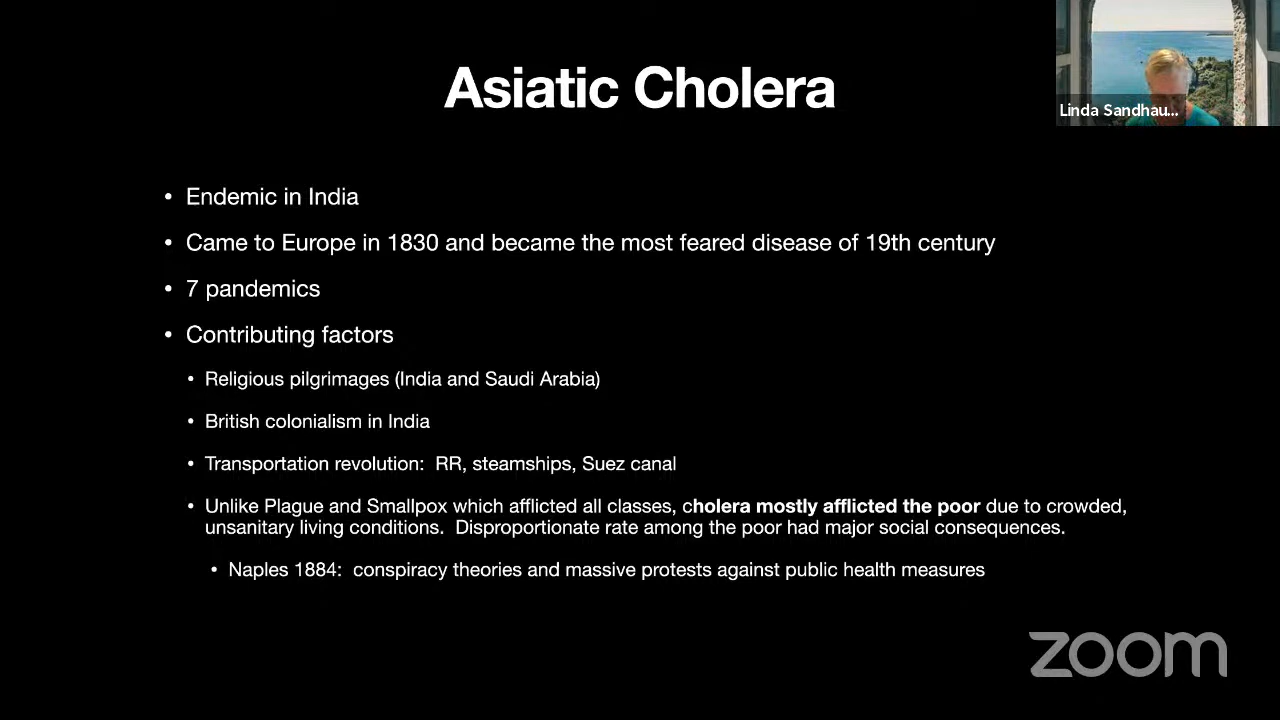 Asiatic Cholera
Linda Sandhau...
• Endemic in India
• Came to Europe in 1830 and became the most feared disease of 19th century
• 7 pandemics
• Contributing factors
• Religious pilgrimages (India and Saudi Arabia)
• British colonialism in India
• Transportation revolution:  RR, steamships, Suez canal
• Unlike Plague and Smallpox which afflicted all classes, cholera mostly afflicted the poor due to crowded,
unsanitary living conditions.  Disproportionate rate among the poor had major social consequences.
• Naples 1884:  conspiracy theories and massive protests against public health measures
zoom